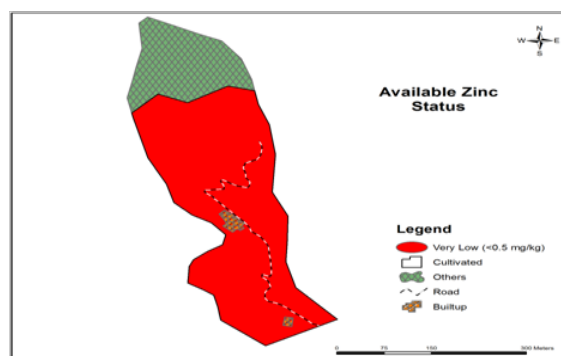 N
W E
S
Available Zinc
Status
Legend
Very Low (<0.5 mg/kg)
Cultivated
Others
Road
Builtup
0 75 150 300 Meters